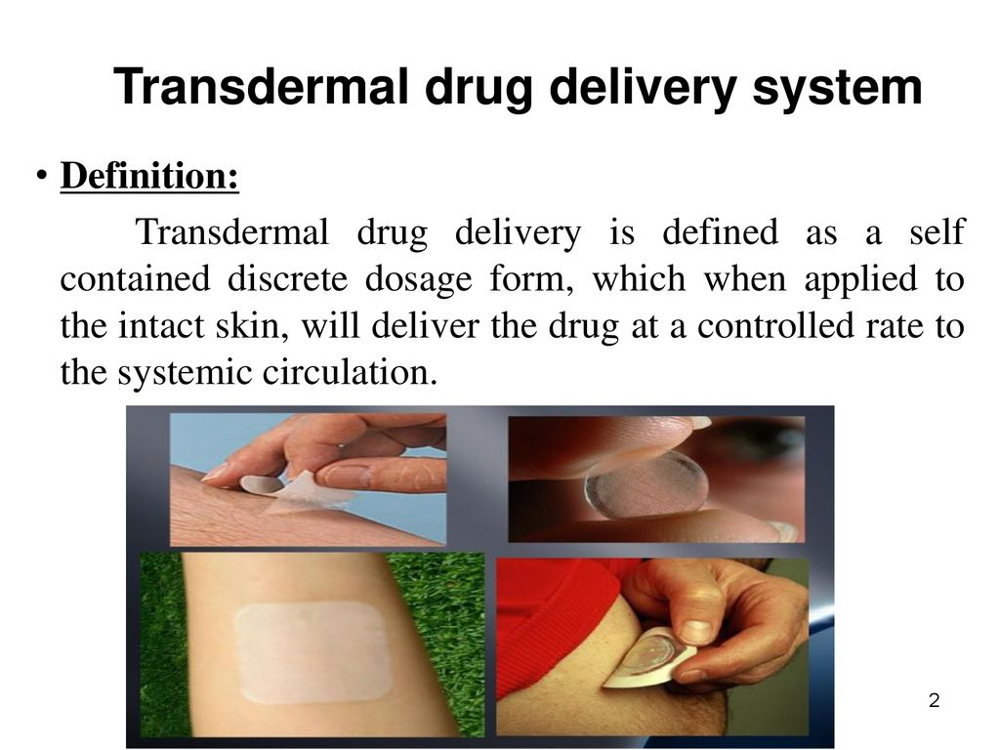 Transdermal drug delivery system
• Definition:
Transdermal drug delivery is defined as a self
contained discrete dosage form, which when applied to
the intact skin, will deliver the drug at a controlled rate to
the systemic circulation.
2